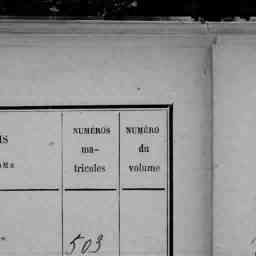 NUMÉROS NUMÉRO
ma- du
tricules volume
503